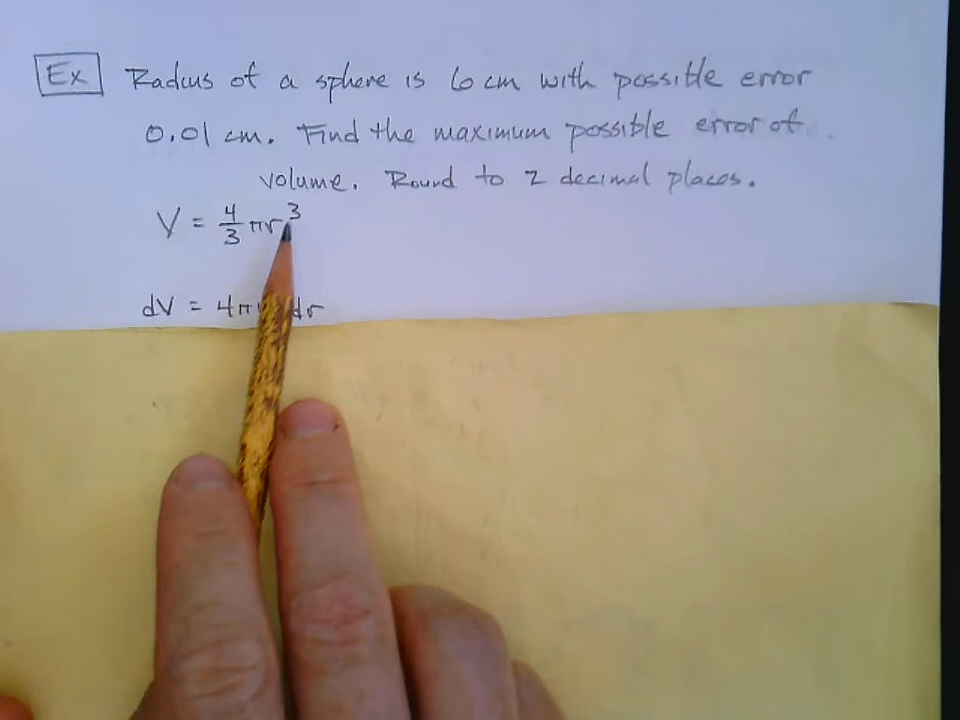 Ex Radius of a sphere is 6 cm with possible error
0.01 cm. Find the maximum possible error of
volume. Round to 2 decimal places.
V = 4/3 πr³
dV = 4π dr